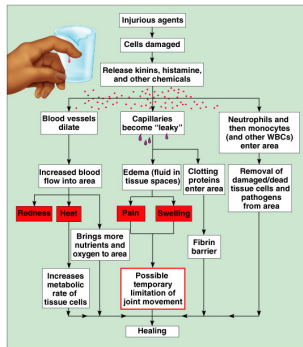 Injurious agents
Cells damaged
Release kinins, histamine,
and other chemicals
Blood vessels
dilate
Capillaries
become "leaky"
Neutrophils and
then monocytes
(and other WBCs)
enter area
Increased blood
flow into area
Edema (fluid in
tissue spaces)
Clotting
proteins
enter area
Removal of
damaged/dead
tissue cells and
pathogens
from area
Redness
Heat
Pain
Swelling
Brings more
nutrients and
oxygen to area
Fibrin
barrier
Increases
metabolic
rate of
tissue cells
Possible
temporary
limitation of
joint movement
Healing